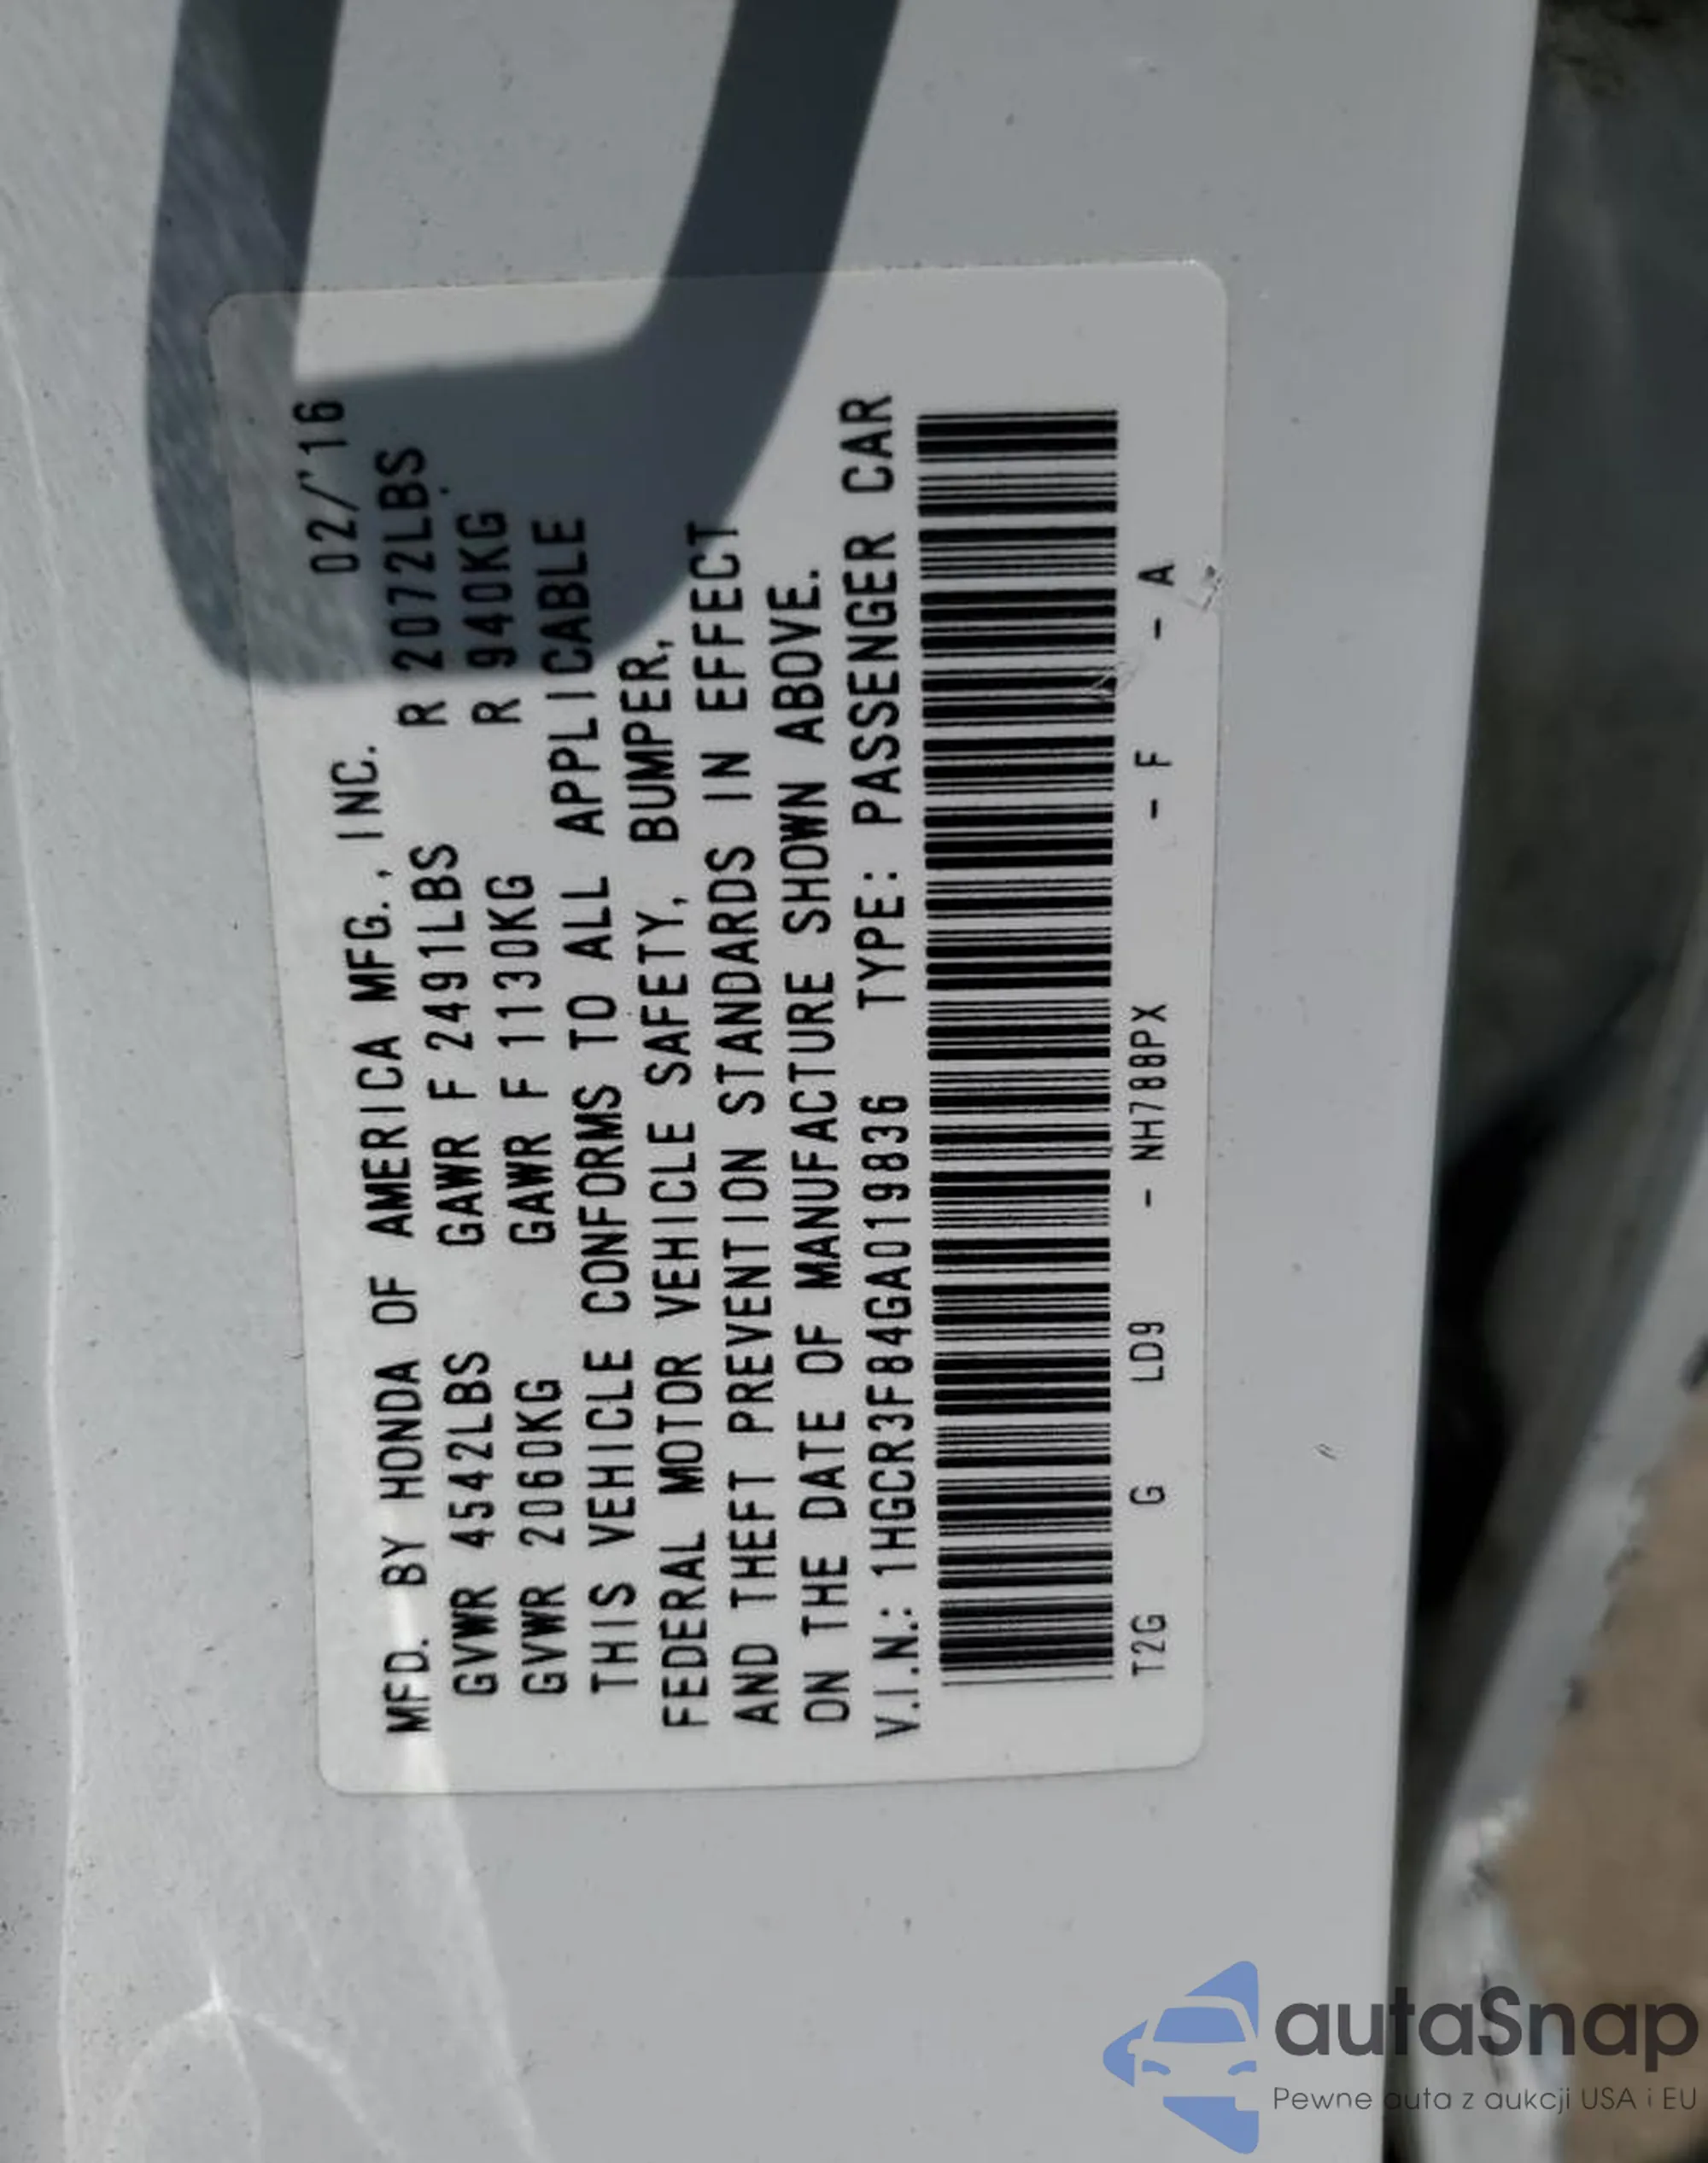 MFD. BY HONDA OF AMERICA MFG., INC. 02/'16
GVWR 4542LBS GAWR F 2491LBS R 2072LBS
GVWR 2060KG GAWR F 1130KG R 940KG
THIS VEHICLE CONFORMS TO ALL APPLICABLE
FEDERAL MOTOR VEHICLE SAFETY, BUMPER,
AND THEFT PREVENTION STANDARDS IN EFFECT
ON THE DATE OF MANUFACTURE SHOWN ABOVE.
V.I.N.: 1HGCR3F84GA019836 TYPE: PASSENGER CAR
T2G G LD9 - NH788PX - F - A
autaSnap
Pewne auta z aukcji USA i EU